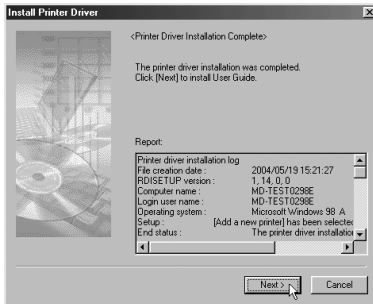 Install Printer Driver
<Printer Driver Installation Complete>
The printer driver installation was completed.
Click [Next] to install User Guide.
Report:
Printer driver installation log
File creation date : 2004/05/19 15:21:27
RDISETUP version : 1, 14, 0, 0
Computer name : MD-TEST0298E
Login user name : MD-TEST0298E
Operating system : Microsoft Windows 98 A
Setup : [Add a new printer] has been selected
End status : The printer driver installation
Next >
Cancel